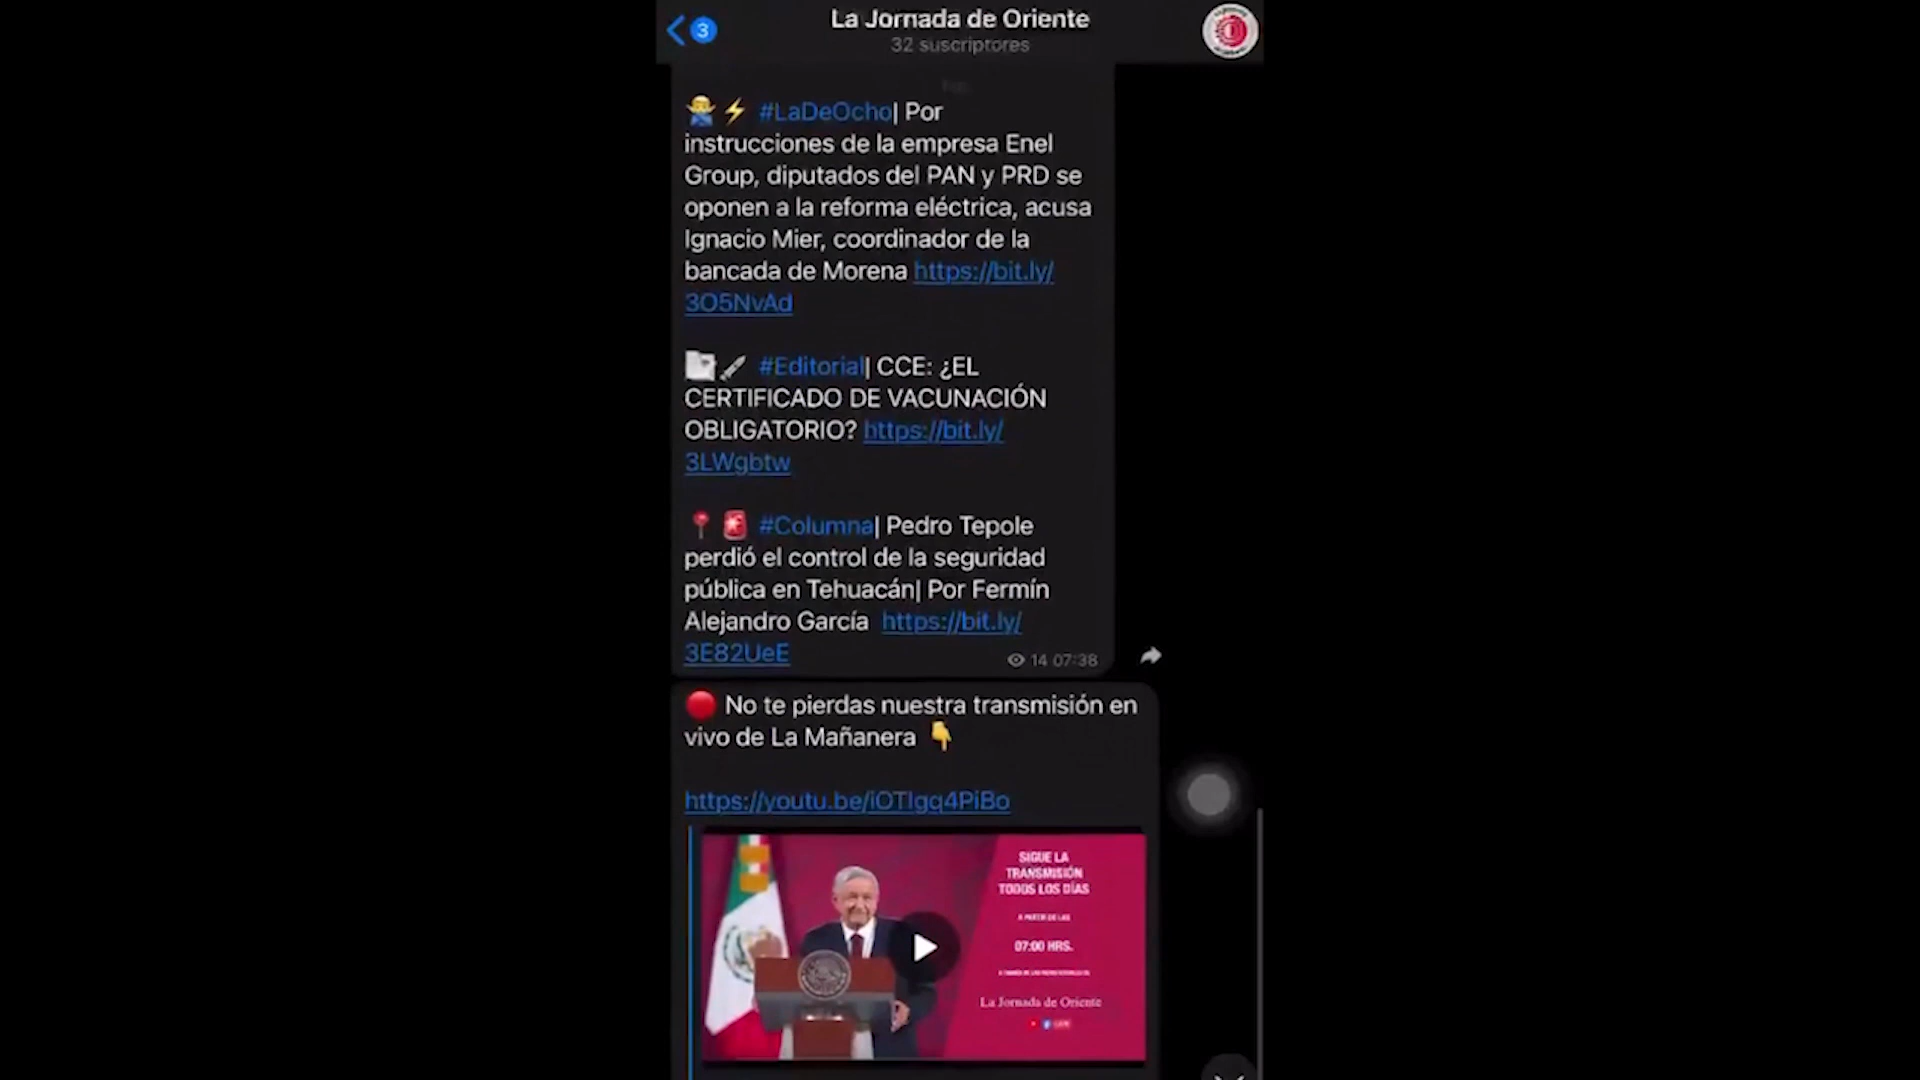 3
La Jornada de Oriente
32 suscriptores
#LaDeOcho| Por
instrucciones de la empresa Enel
Group, diputados del PAN y PRD se
oponen a la reforma eléctrica, acusa
Ignacio Mier, coordinador de la
bancada de Morena https://bit.ly/
3O5NvAd
#Editorial| CCE: ¿EL
CERTIFICADO DE VACUNACIÓN
OBLIGATORIO? https://bit.ly/
3LWgbtw
#Columna| Pedro Tepole
perdió el control de la seguridad
pública en Tehuacán| Por Fermín
Alejandro García https://bit.ly/
3E82UeE
14 07:38
No te pierdas nuestra transmisión en
vivo de La Mañanera
https://youtu.be/iOTIgq4PiBo
SIGUE LA
TRANSMISIÓN
TODOS LOS DÍAS
A PARTIR DE LAS
07:00 HRS.
La Jornada de Oriente